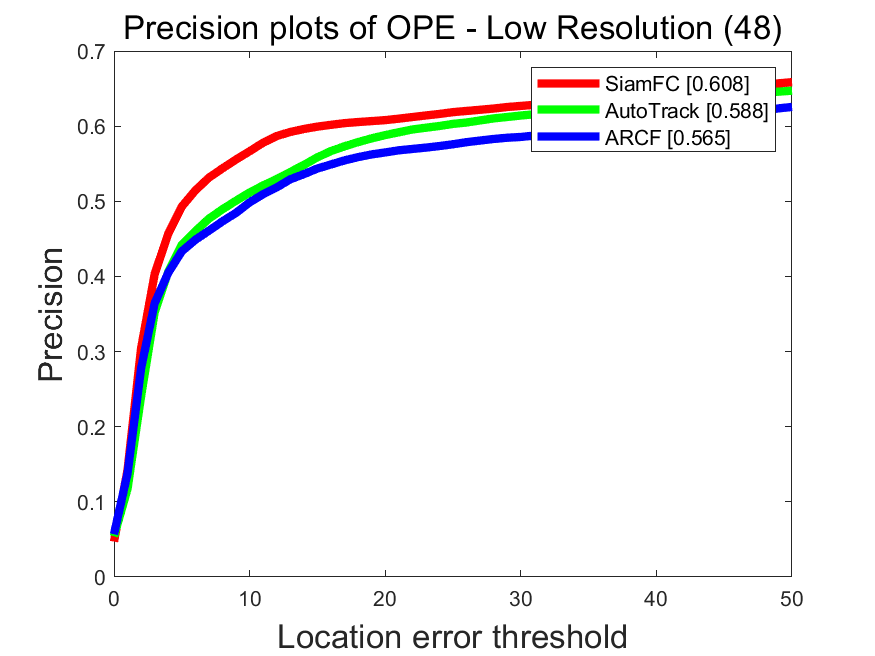 Precision plots of OPE - Low Resolution (48)
0.7
0.6
0.5
0.4
0.3
0.2
0.1
0
Precision
SiamFC [0.608]
AutoTrack [0.588]
ARCF [0.565]
0 10 20 30 40 50
Location error threshold